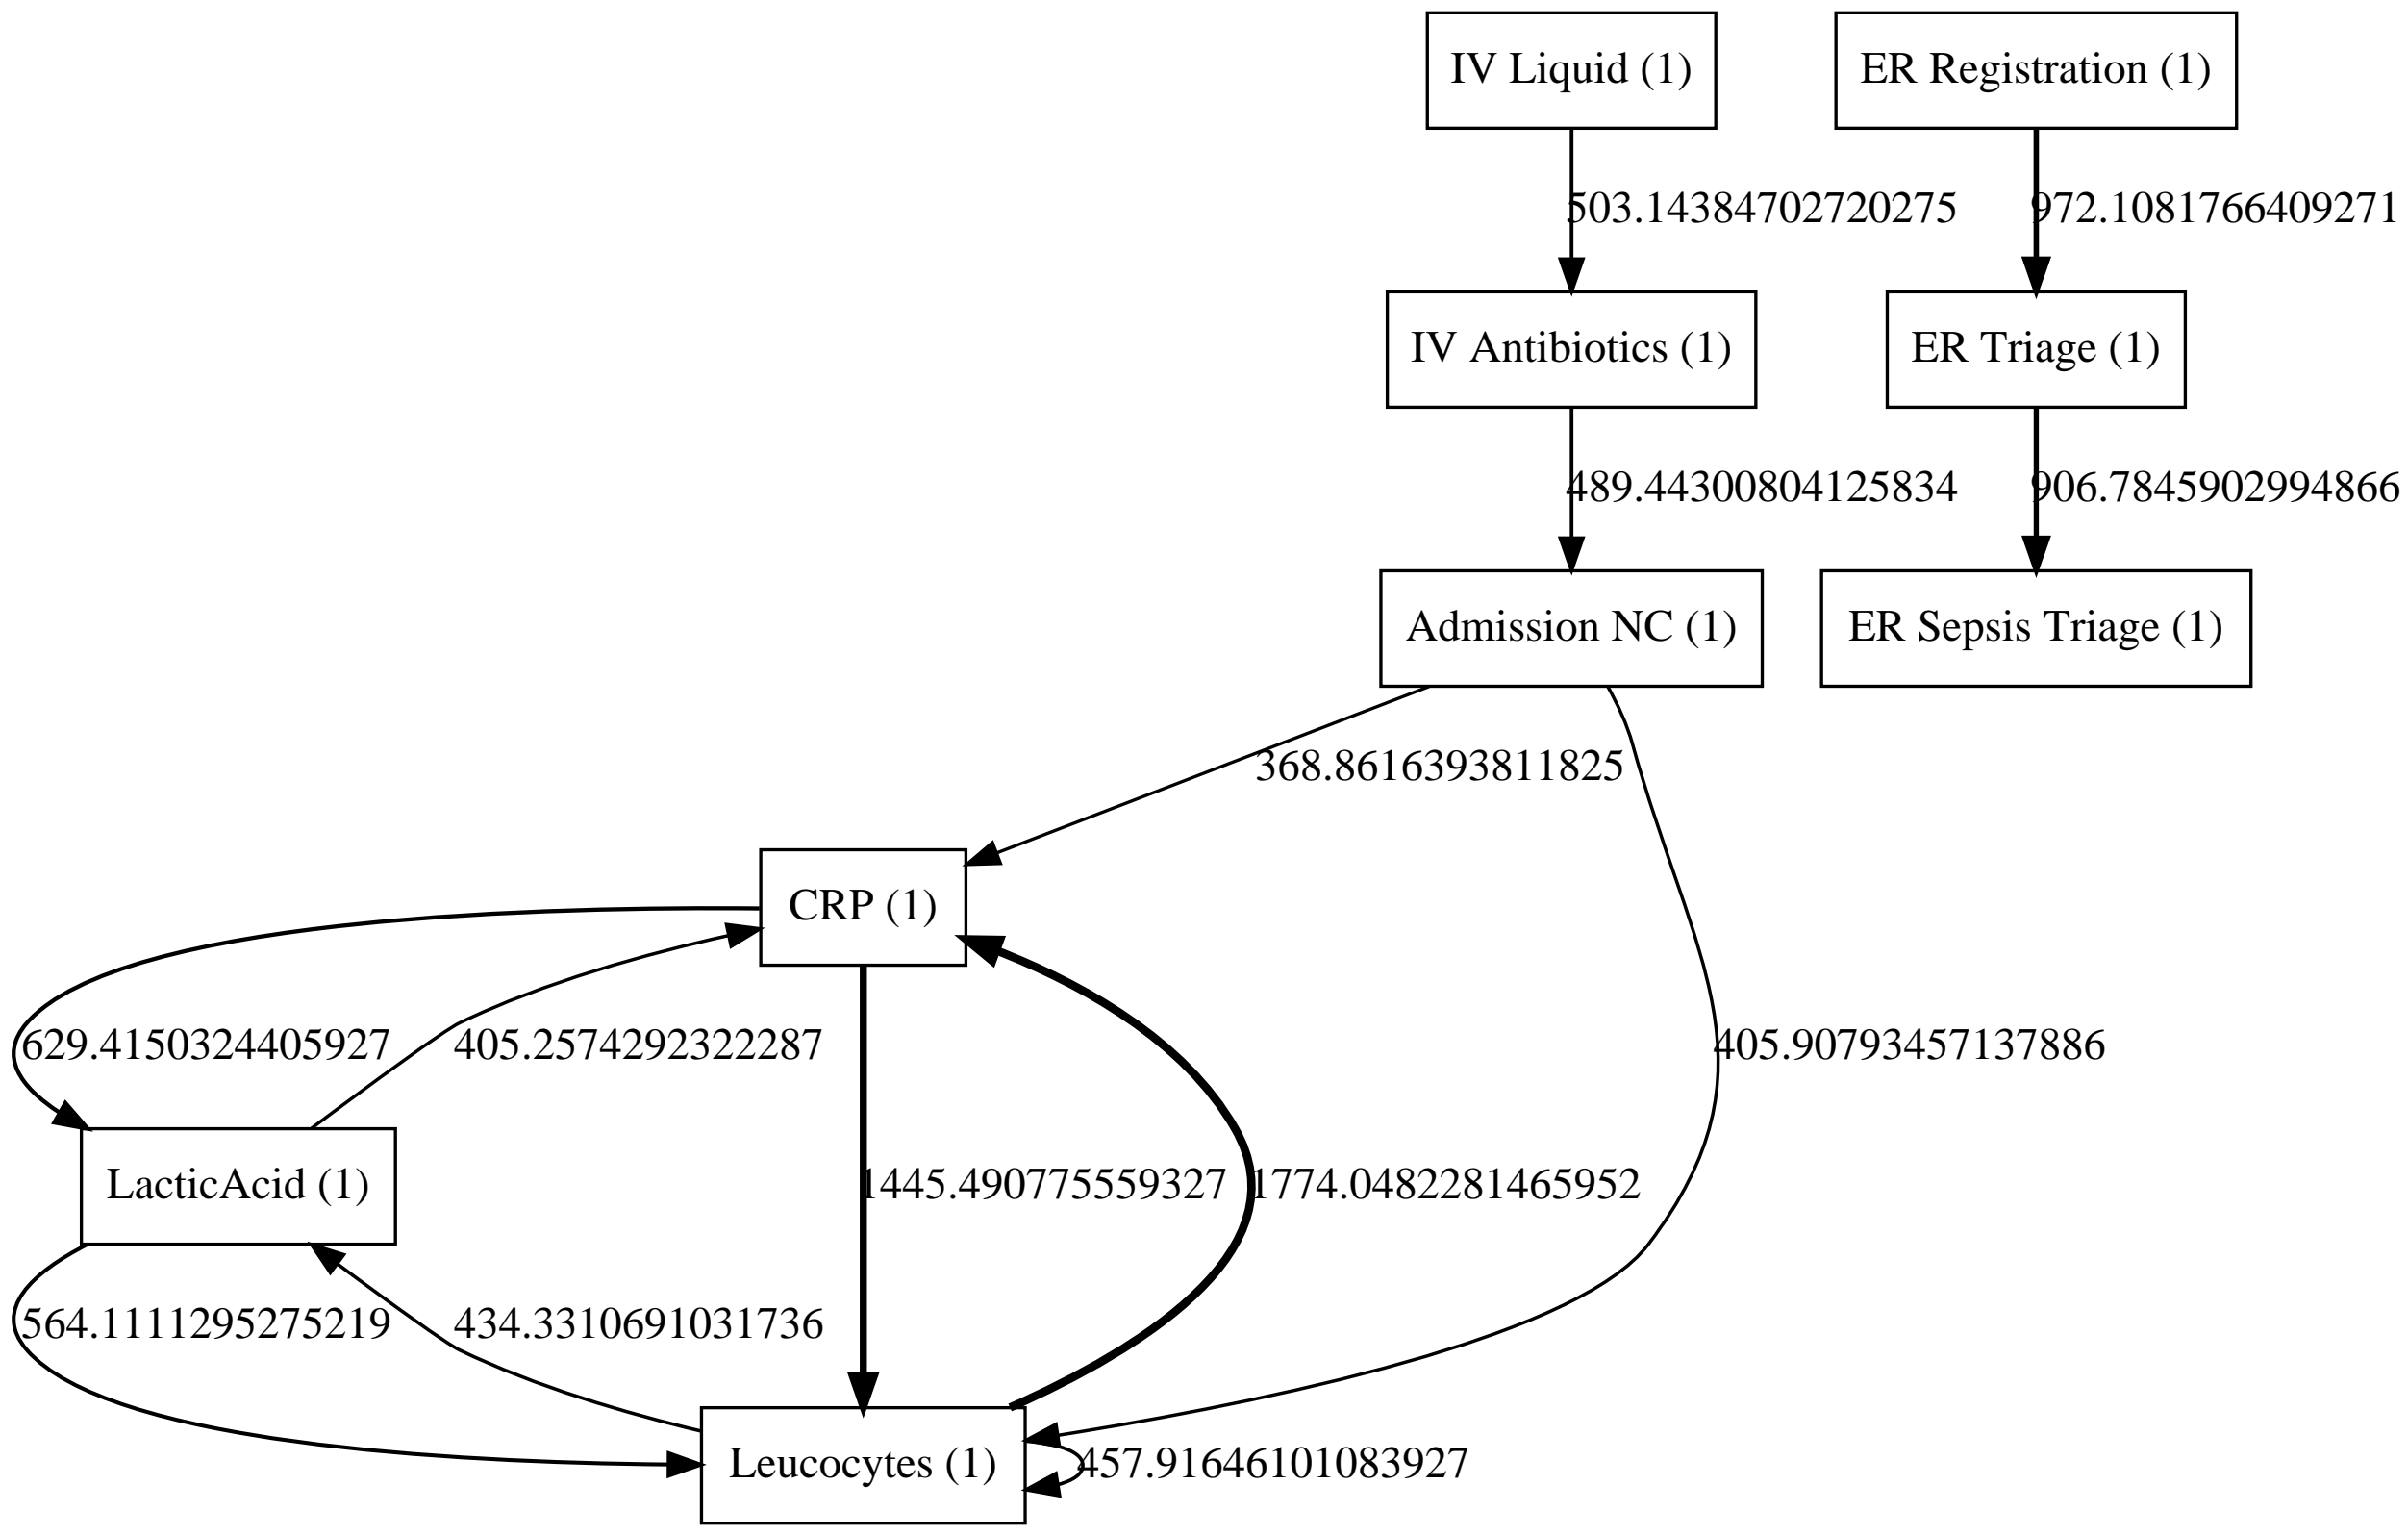 IV Liquid (1)
ER Registration (1)
503.14384702720275
972.1081766409271
IV Antibiotics (1)
ER Triage (1)
489.44300804125834
906.7845902994866
Admission NC (1)
ER Sepsis Triage (1)
368.8616393811825
CRP (1)
629.4150324405927
405.2574292322287
405.90793457137886
LacticAcid (1)
1445.490775559327
1774.0482281465952
564.1111295275219
434.3310691031736
Leucocytes (1)
457.91646101083927